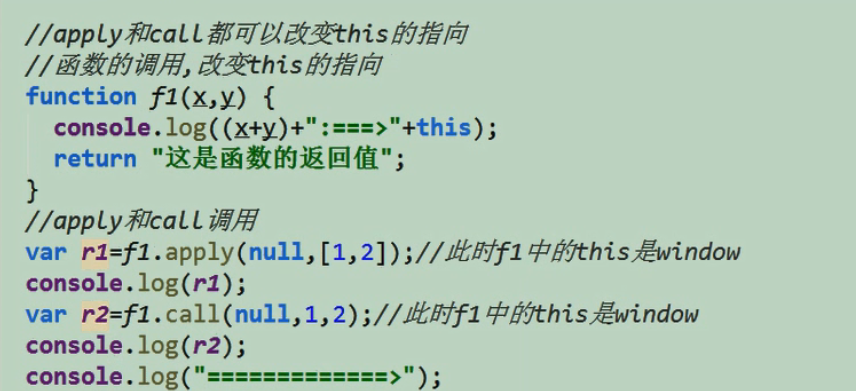 //apply和call都可以改变this的指向
//函数的调用,改变this的指向
function f1(x,y) {
  console.log((x+y)+":===>"+this);
  return "这是函数的返回值";
}
//apply和call调用
var r1=f1.apply(null,[1,2]);//此时f1中的this是window
console.log(r1);
var r2=f1.call(null,1,2);//此时f1中的this是window
console.log(r2);
console.log("=============>");